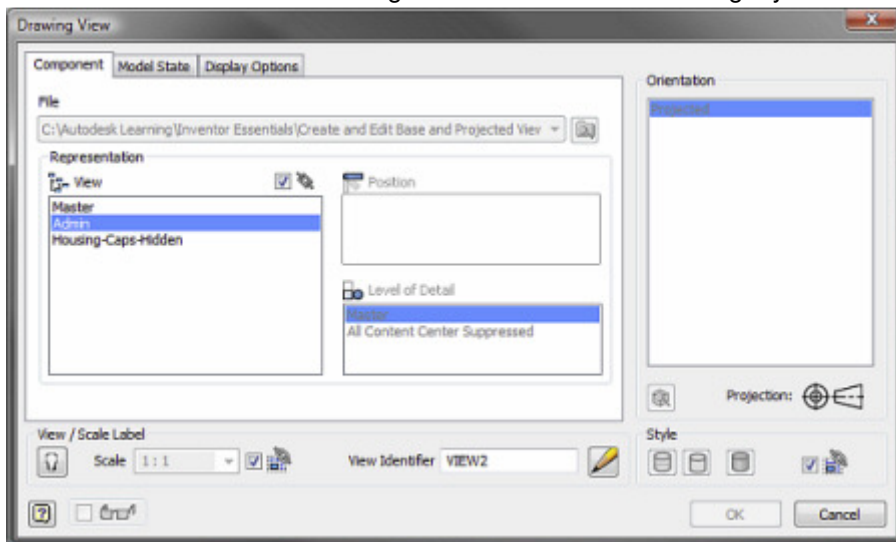 Drawing View
Component Model State Display Options
File
C:\Autodesk Learning\Inventor Essentials\Create and Edit Base and Projected View
Representation
View
Master
Admin
Housing-Caps-Hidden
Position
Level of Detail
Master
All Content Center Suppressed
Orientation
Projected
Projection:
View / Scale Label
Scale 1:1
View Identifier VIEW2
Style
OK Cancel